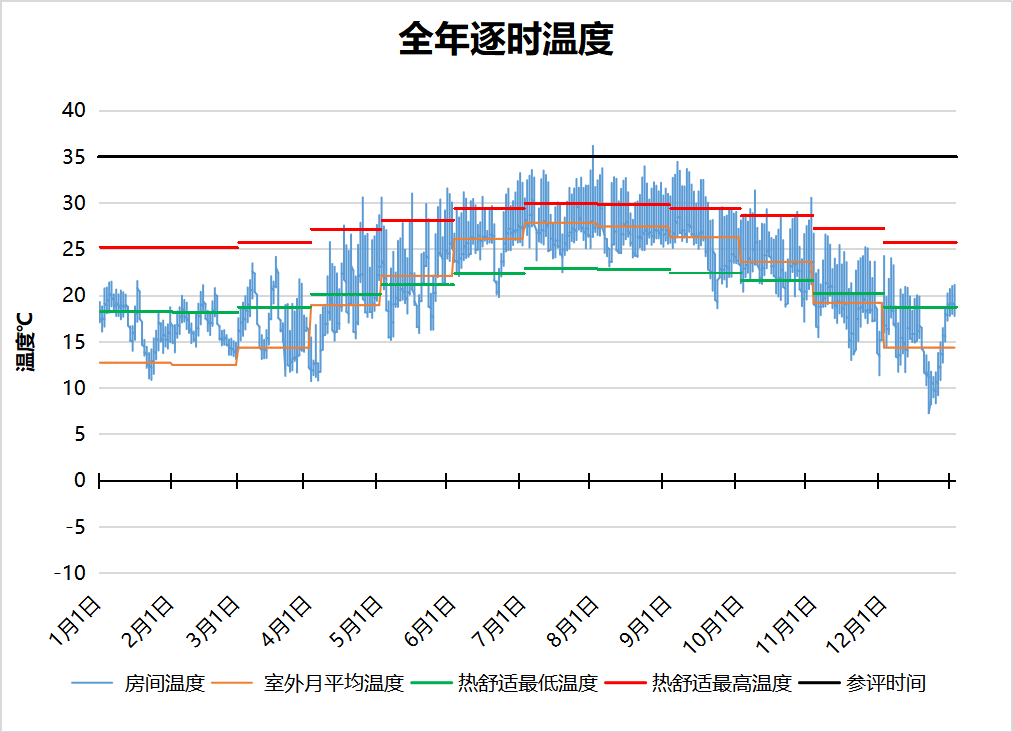 全年逐时温度
温度℃
40
35
30
25
20
15
10
5
0
-5
-10
1月1日
2月1日
3月1日
4月1日
5月1日
6月1日
7月1日
8月1日
9月1日
10月1日
11月1日
12月1日
房间温度 室外月平均温度 热舒适最低温度 热舒适最高温度 参评时间